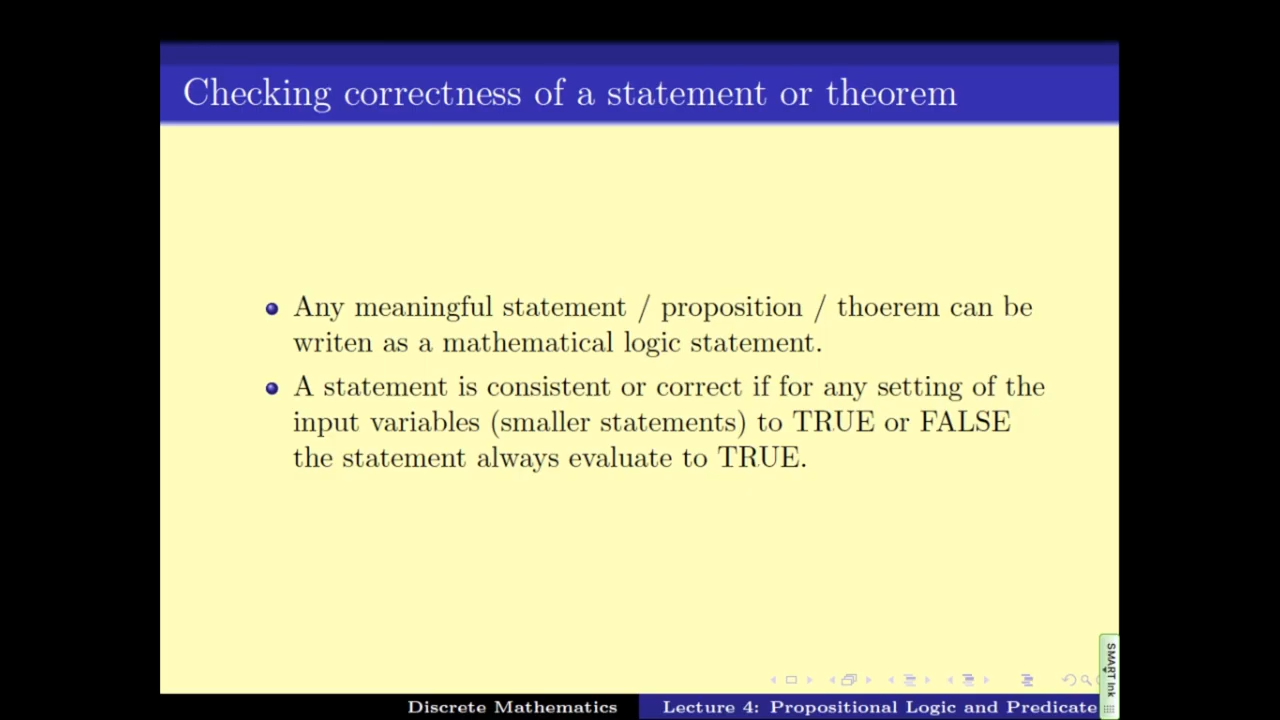 Checking correctness of a statement or theorem
Any meaningful statement / proposition / thoerem can be
writen as a mathematical logic statement.
A statement is consistent or correct if for any setting of the
input variables (smaller statements) to TRUE or FALSE
the statement always evaluate to TRUE.
SMART Ink
Discrete Mathematics
Lecture 4: Propositional Logic and Predicate